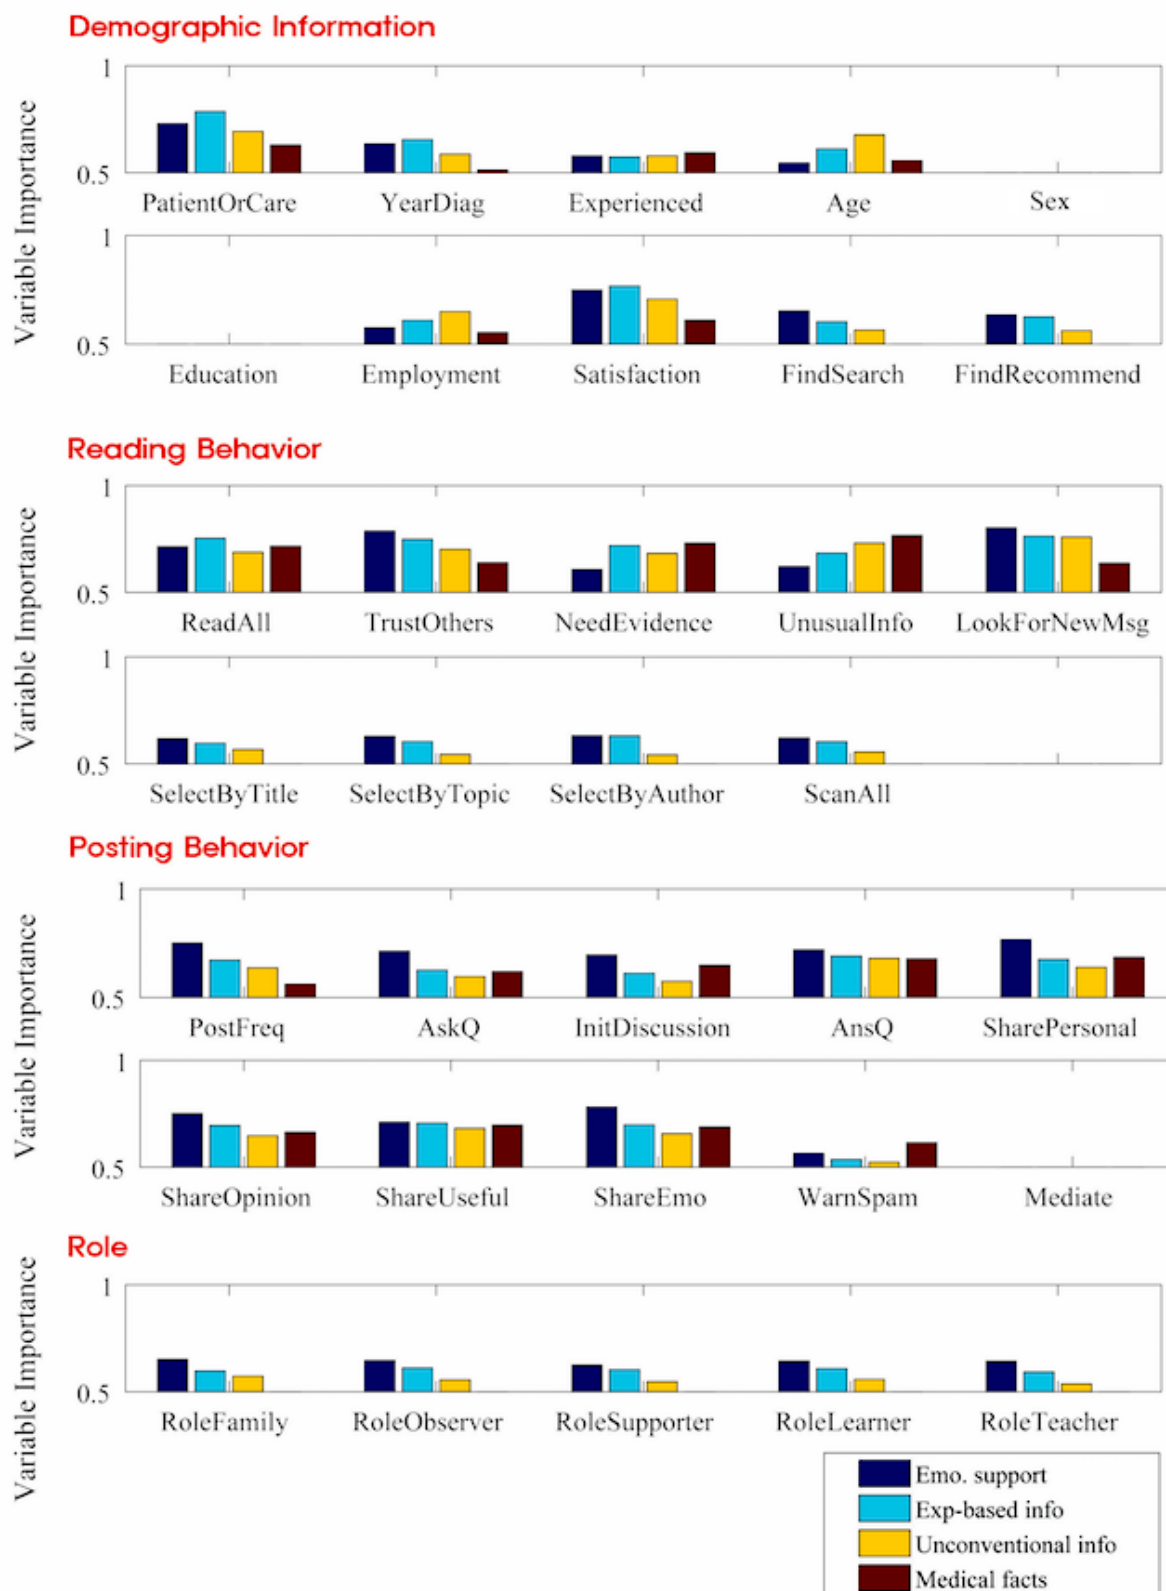 Demographic Information
Variable Importance
1
0.5
PatientOrCare YearDiag Experienced Age Sex
1
0.5
Education Employment Satisfaction FindSearch FindRecommend
Reading Behavior
Variable Importance
1
0.5
ReadAll TrustOthers NeedEvidence UnusualInfo LookForNewMsg
1
0.5
SelectByTitle SelectByTopic SelectByAuthor ScanAll
Posting Behavior
Variable Importance
1
0.5
PostFreq AskQ InitDiscussion AnsQ SharePersonal
1
0.5
ShareOpinion ShareUseful ShareEmo WarnSpam Mediate
Role
Variable Importance
1
0.5
RoleFamily RoleObserver RoleSupporter RoleLearner RoleTeacher
Emo. support
Exp-based info
Unconventional info
Medical facts